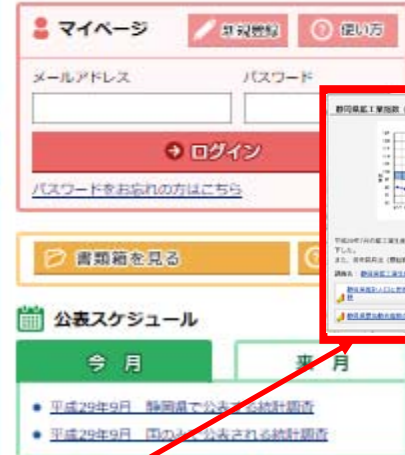 マイページ
新規登録
使い方
メールアドレス
パスワード
ログイン
パスワードをお忘れの方はこちら
書類箱を見る
公表スケジュール
今月
来月
平成29年9月 静岡県で公表する統計調査
平成29年9月 国のみで公表される統計調査
静岡県鉱工業指数